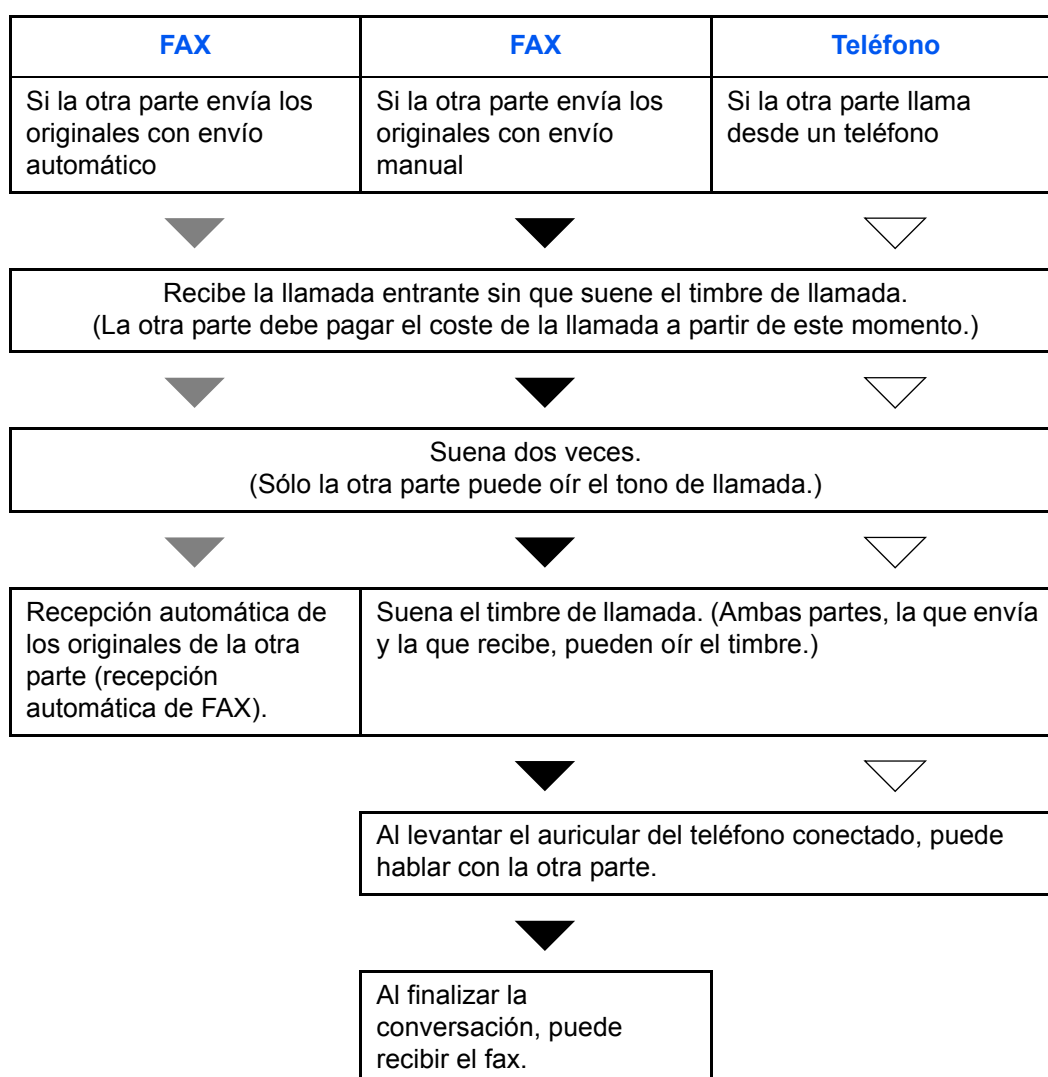 FAX
FAX
Teléfono
Si la otra parte envía los
originales con envío
automático
Si la otra parte envía los
originales con envío
manual
Si la otra parte llama
desde un teléfono
Recibe la llamada entrante sin que suene el timbre de llamada.
(La otra parte debe pagar el coste de la llamada a partir de este momento.)
Suena dos veces.
(Sólo la otra parte puede oír el tono de llamada.)
Recepción automática de
los originales de la otra
parte (recepción
automática de FAX).
Suena el timbre de llamada. (Ambas partes, la que envía
y la que recibe, pueden oír el timbre.)
Al levantar el auricular del teléfono conectado, puede
hablar con la otra parte.
Al finalizar la
conversación, puede
recibir el fax.